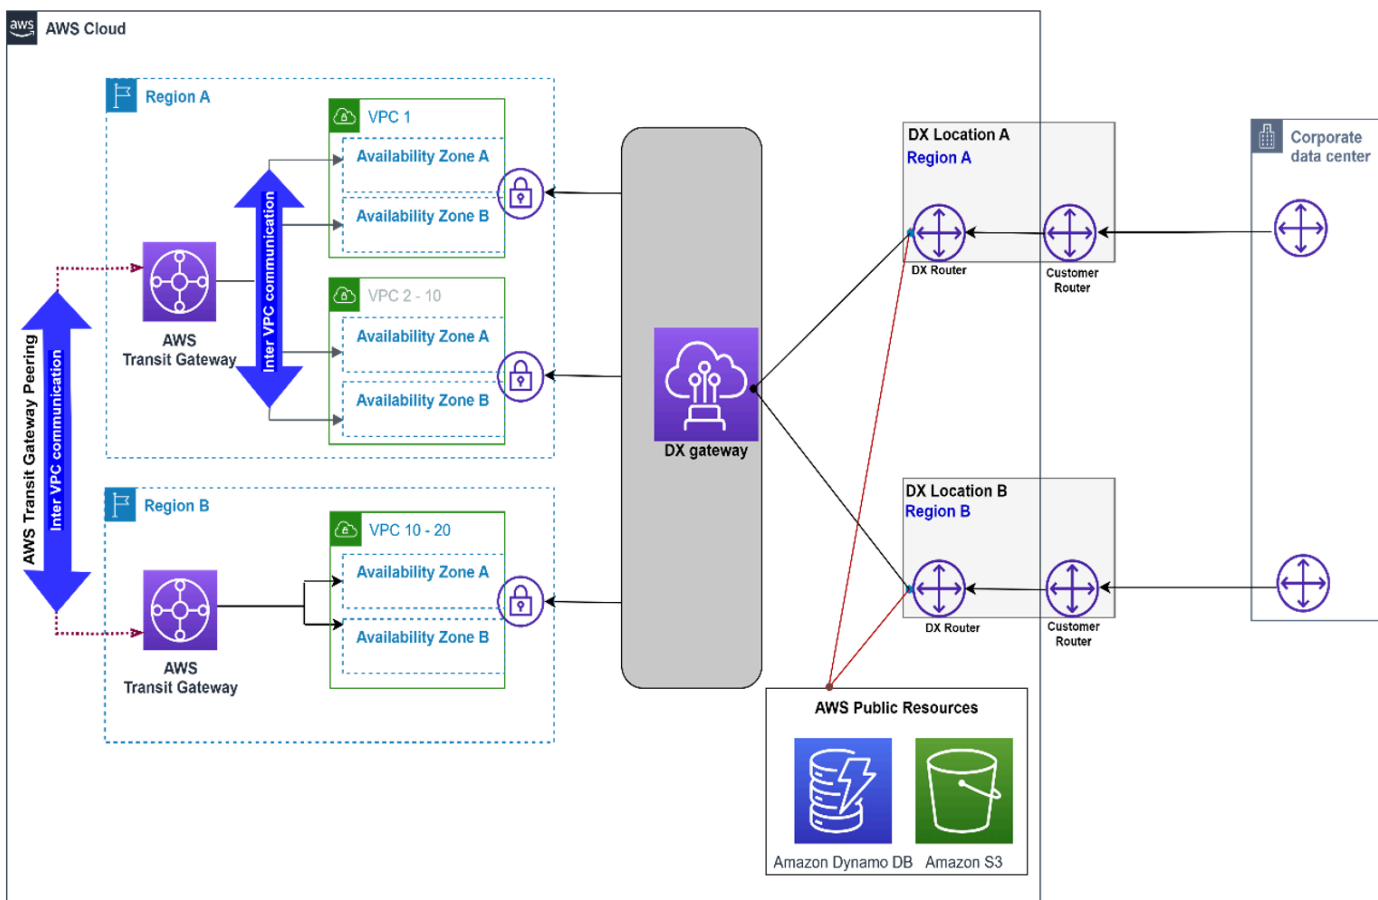 aws
AWS Cloud
Region A
VPC 1
Availability Zone A
Availability Zone B
Inter VPC communication
AWS
Transit Gateway
VPC 2 - 10
Availability Zone A
Availability Zone B
AWS Transit Gateway Peering
Inter VPC communication
Region B
VPC 10 - 20
Availability Zone A
Availability Zone B
AWS
Transit Gateway
DX gateway
DX Location A
Region A
DX Router
Customer
Router
Corporate
data center
DX Location B
Region B
DX Router
Customer
Router
AWS Public Resources
Amazon Dynamo DB
Amazon S3